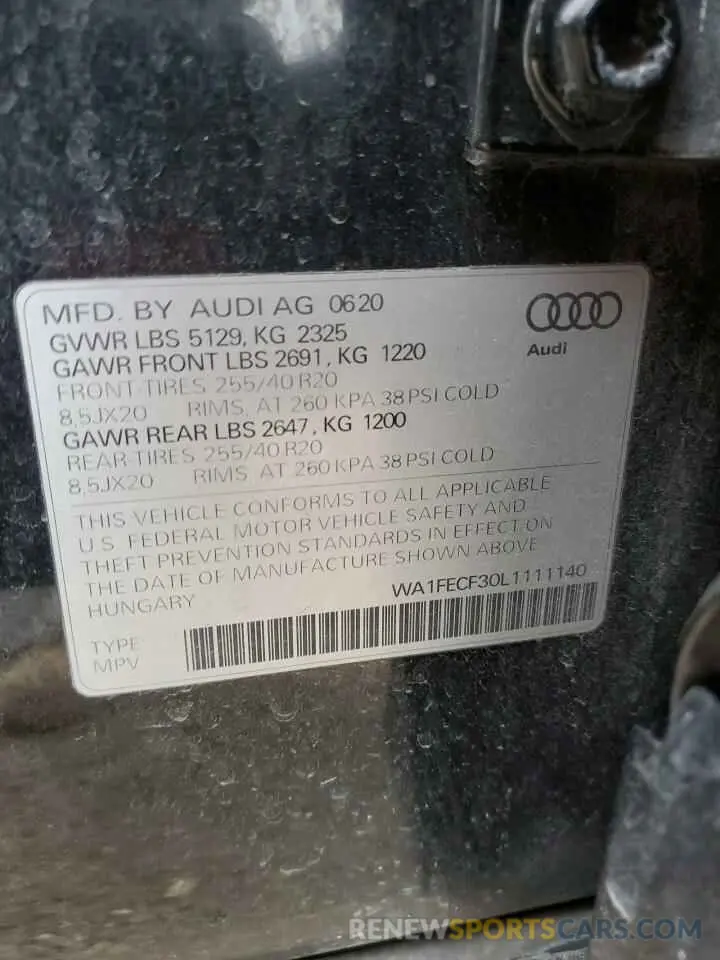 MFD. BY AUDI AG 0620
GVWR LBS 5129, KG 2325
GAWR FRONT LBS 2691, KG 1220
FRONT TIRES 255/40 R20
8,5JX20 RIMS, AT 260 KPA 38 PSI COLD
GAWR REAR LBS 2647, KG 1200
REAR TIRES 255/40 R20
8,5JX20 RIMS, AT 260 KPA 38 PSI COLD
Audi
THIS VEHICLE CONFORMS TO ALL APPLICABLE
U.S. FEDERAL MOTOR VEHICLE SAFETY AND
THEFT PREVENTION STANDARDS IN EFFECT ON
THE DATE OF MANUFACTURE SHOWN ABOVE
HUNGARY
WA1FECF30L1111140
TYPE
MPV
RENEWSPORTSCARS.COM